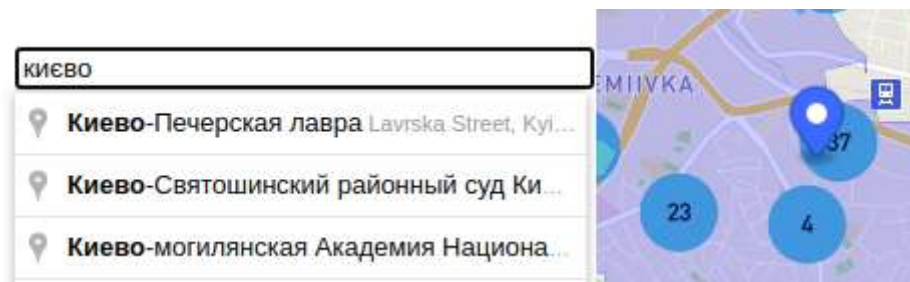 києво
Киево-Печерская лавра Lavrska Street, Kyi...
Киево-Святошинский районный суд Ки...
Киево-могилянская Академия Национа...
EMIIVKA
37
23
4